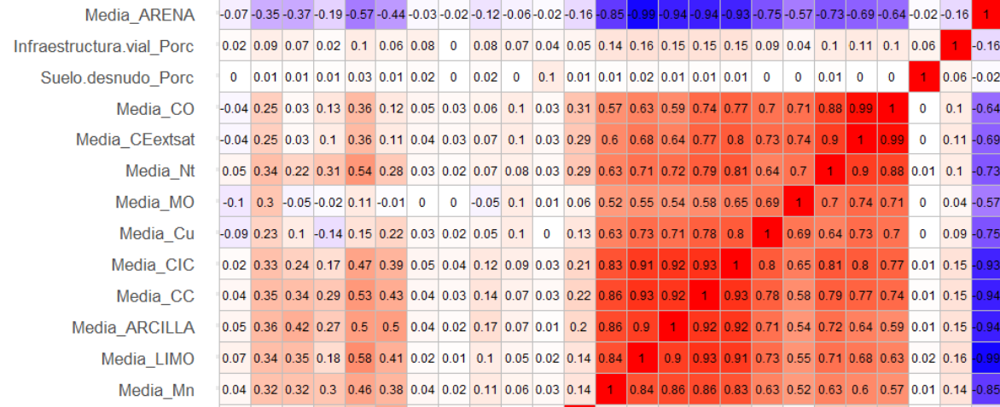 Media_ARENA -0.07 -0.35 -0.37 -0.19 -0.57 -0.44 -0.03 -0.02 -0.12 -0.06 -0.02 -0.16 -0.85 -0.99 -0.94 -0.94 -0.93 -0.75 -0.57 -0.73 -0.69 -0.64 -0.02 -0.16 1
Infraestructura.vial_Porc 0.02 0.09 0.07 0.02 0.1 0.06 0.08 0 0.08 0.07 0.04 0.05 0.14 0.16 0.15 0.15 0.15 0.09 0.04 0.1 0.11 0.1 0.06 1 -0.16
Suelo.desnudo_Porc 0 0.01 0.01 0.01 0.03 0.01 0.02 0 0.02 0 0.1 0.01 0.01 0.02 0.01 0.01 0.01 0 0 0.01 0 0 1 0.06 -0.02
Media_CO -0.04 0.25 0.03 0.13 0.36 0.12 0.05 0.03 0.06 0.1 0.03 0.31 0.57 0.63 0.59 0.74 0.77 0.7 0.71 0.88 0.99 1 0 0.1 -0.64
Media_CEextsat -0.04 0.25 0.03 0.1 0.36 0.11 0.04 0.03 0.07 0.1 0.03 0.29 0.6 0.68 0.64 0.77 0.8 0.73 0.74 0.9 1 0.99 0 0.11 -0.69
Media_Nt 0.05 0.34 0.22 0.31 0.54 0.28 0.03 0.02 0.07 0.08 0.03 0.29 0.63 0.71 0.72 0.79 0.81 0.64 0.7 1 0.9 0.88 0.01 0.1 -0.73
Media_MO -0.1 0.3 -0.05 -0.02 0.11 -0.01 0 0 -0.05 0.1 0.01 0.06 0.52 0.55 0.54 0.58 0.65 0.69 1 0.7 0.74 0.71 0 0.04 -0.57
Media_Cu -0.09 0.23 0.1 -0.14 0.15 0.22 0.03 0.02 0.05 0.1 0 0.13 0.63 0.73 0.71 0.78 0.8 1 0.69 0.64 0.73 0.7 0 0.09 -0.75
Media_CIC 0.02 0.33 0.24 0.17 0.47 0.39 0.05 0.04 0.12 0.09 0.03 0.21 0.83 0.91 0.92 0.93 1 0.8 0.65 0.81 0.8 0.77 0.01 0.15 -0.93
Media_CC 0.04 0.35 0.34 0.29 0.53 0.43 0.04 0.03 0.14 0.07 0.03 0.22 0.86 0.93 0.92 1 0.93 0.78 0.58 0.79 0.77 0.74 0.01 0.15 -0.94
Media_ARCILLA 0.05 0.36 0.42 0.27 0.5 0.5 0.04 0.02 0.17 0.07 0.01 0.2 0.86 0.9 1 0.92 0.92 0.71 0.54 0.72 0.64 0.59 0.01 0.15 -0.94
Media_LIMO 0.07 0.34 0.35 0.18 0.58 0.41 0.02 0.01 0.1 0.05 0.02 0.14 0.84 1 0.9 0.93 0.91 0.73 0.55 0.71 0.68 0.63 0.02 0.16 -0.99
Media_Mn 0.04 0.32 0.32 0.3 0.46 0.38 0.04 0.02 0.11 0.06 0.03 0.14 1 0.84 0.86 0.86 0.83 0.63 0.52 0.63 0.6 0.57 0.01 0.14 -0.85